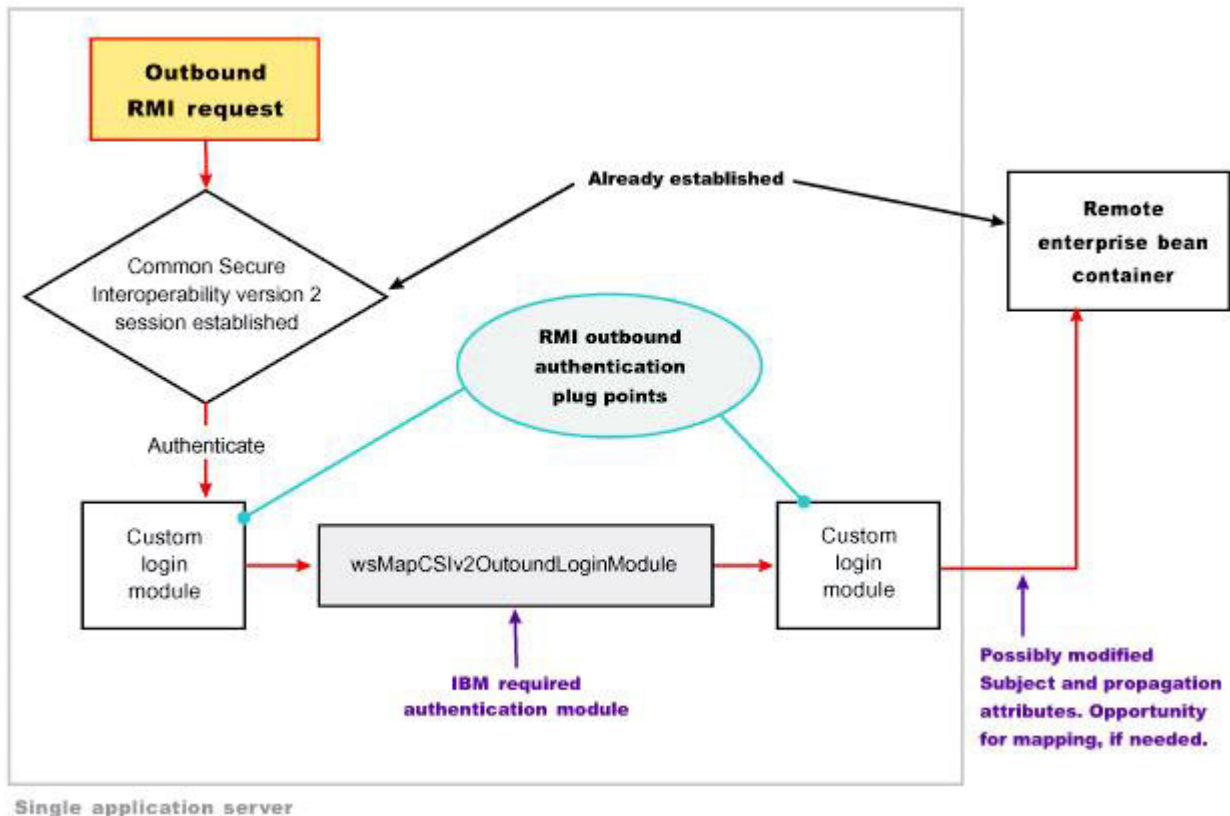 Outbound
RMI request
Already established
Remote
enterprise bean
container
Common Secure
Interoperability version 2
session established
RMI outbound
authentication
plug points
Authenticate
Custom
login
module
wsMapCSIv2OutoundLoginModule
Custom
login
module
IBM required
authentication module
Possibly modified
Subject and propagation
attributes. Opportunity
for mapping, if needed.
Single application server